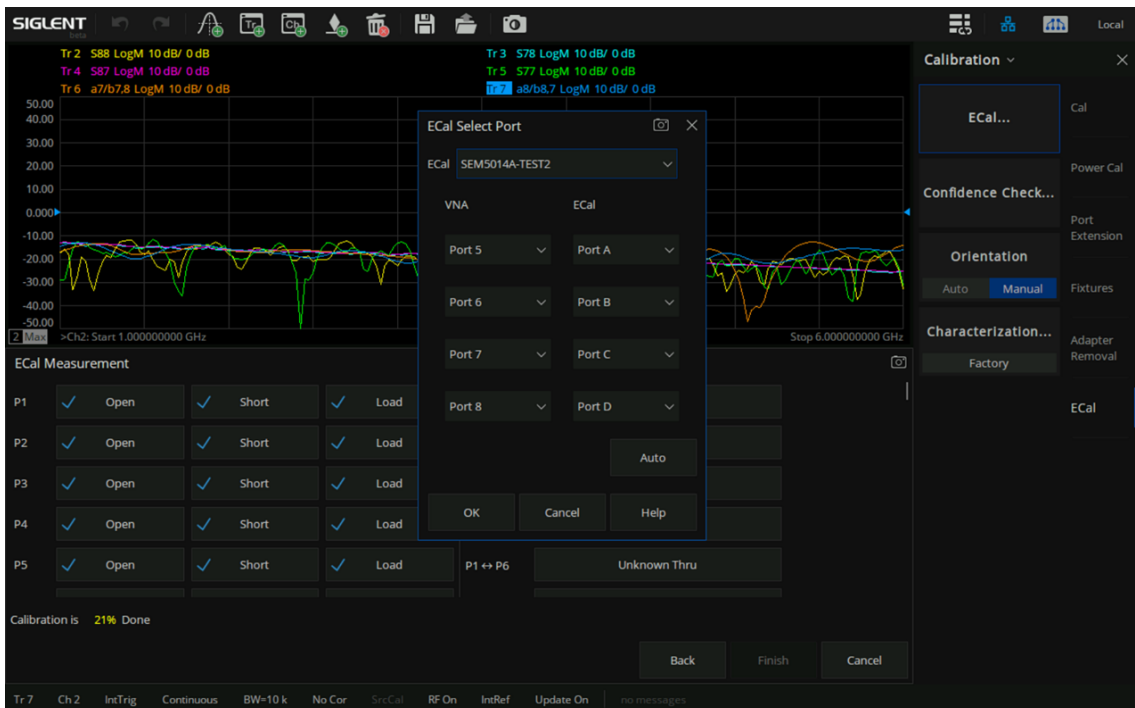 SIGLENT
beta
Tr
Cb
Local
Tr 2 S88 LogM 10 dB/ 0 dB
Tr 3 S78 LogM 10 dB/ 0 dB
Tr 4 S87 LogM 10 dB/ 0 dB
Tr 5 S77 LogM 10 dB/ 0 dB
Tr 6 a7/b7,8 LogM 10 dB/ 0 dB
Tr 7 a8/b8,7 LogM 10 dB/ 0 dB
50.00
40.00
30.00
20.00
10.00
0.000
-10.00
-20.00
-30.00
-40.00
-50.00
2 Max >Ch2: Start 1.000000000 GHz
Stop 6.000000000 GHz
ECal Select Port
ECal SEM5014A-TEST2
VNA ECal
Port 5 Port A
Port 6 Port B
Port 7 Port C
Port 8 Port D
Auto
OK Cancel Help
ECal Measurement
P1 Open Short Load
P2 Open Short Load
P3 Open Short Load
P4 Open Short Load
P5 Open Short Load P1 ↔ P6 Unknown Thru
Calibration is 21% Done
Back Finish Cancel
Calibration
ECal...
Confidence Check...
Orientation
Auto Manual
Characterization...
Factory
Cal
Power Cal
Port
Extension
Fixtures
Adapter
Removal
ECal
Tr 7 Ch 2 IntTrig Continuous BW=10 k No Cor SrcCal RF On IntRef Update On no messages